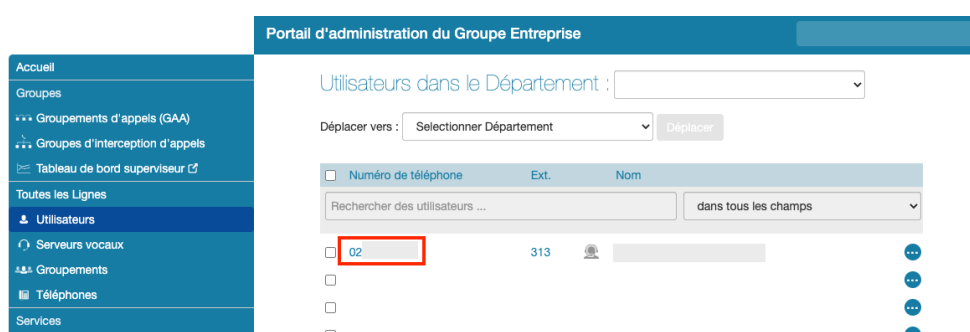 Portail d'administration du Groupe Entreprise
Accueil
Groupes
Groupements d'appels (GAA)
Groupes d'interception d'appels
Tableau de bord superviseur
Toutes les Lignes
Utilisateurs
Serveurs vocaux
Groupements
Téléphones
Services
Utilisateurs dans le Département :
Déplacer vers : Selectionner Département Déplacer
Numéro de téléphone Ext. Nom
Rechercher des utilisateurs ... dans tous les champs
02 313